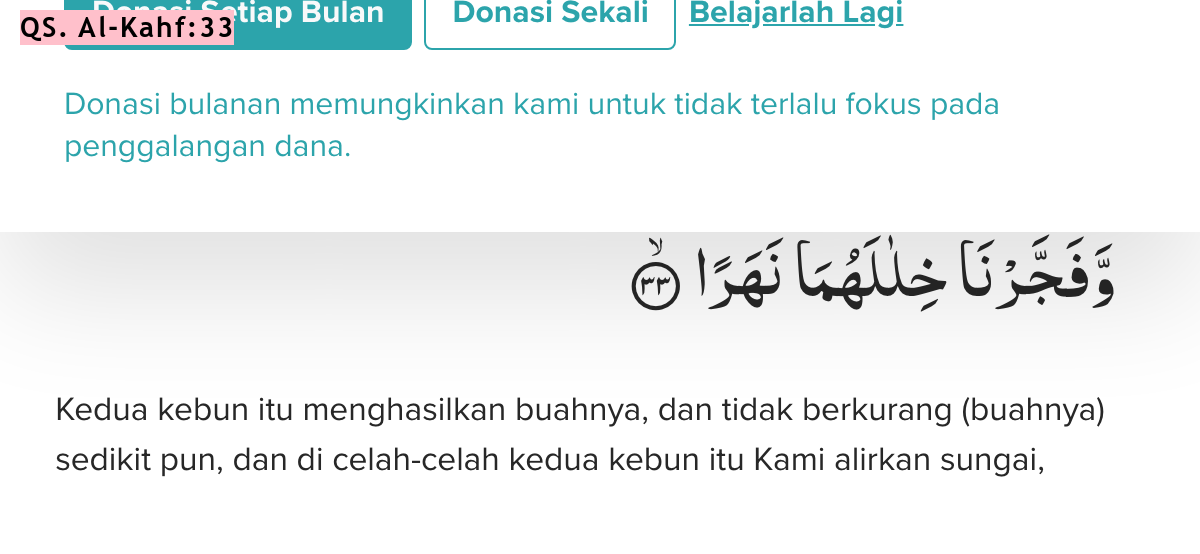 QS. Al-Kahf:33
Donasi Setiap Bulan Donasi Sekali Belajarlah Lagi
Donasi bulanan memungkinkan kami untuk tidak terlalu fokus pada
penggalangan dana.
وَّفَجَّرْنَا خِلٰلَهُمَا نَهَرًا ۙ ٣٣
Kedua kebun itu menghasilkan buahnya, dan tidak berkurang (buahnya)
sedikit pun, dan di celah-celah kedua kebun itu Kami alirkan sungai,